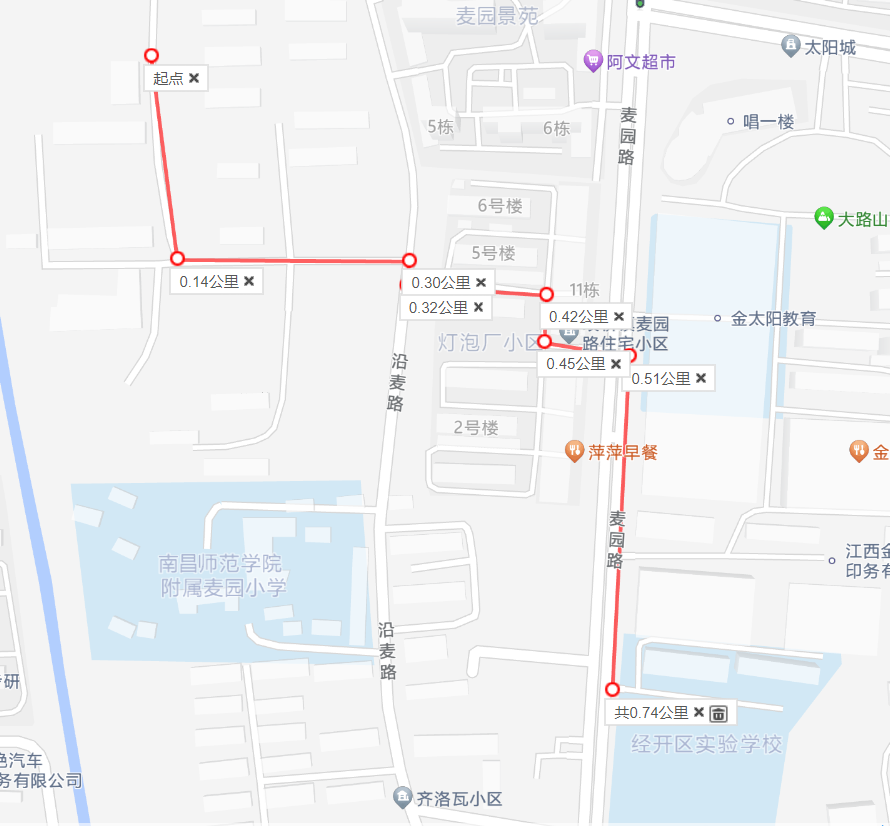 麦园景苑
太阳城
阿文超市
起点
5栋
6栋
麦园路
唱一楼
6号楼
大路山
5号楼
0.14公里
0.30公里
11栋
0.32公里
0.42公里
金太阳教育
麦园
路住宅小区
灯泡厂小区
0.45公里
0.51公里
沿麦路
2号楼
萍萍早餐
金
麦园路
江西金
印务有
南昌师范学院
附属麦园小学
沿麦路
研
共0.74公里
经开区实验学校
汽车
务有限公司
齐洛瓦小区